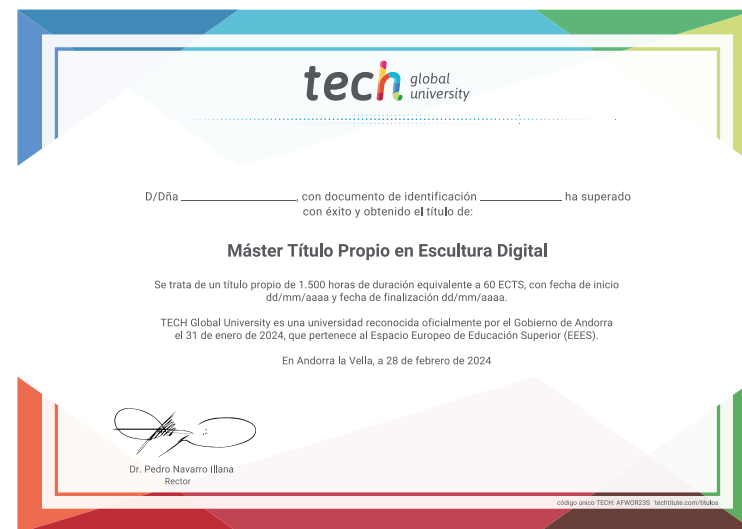 tech global university
D/Dña ____________, con documento de identificación ____________ ha superado
con éxito y obtenido el título de:
Máster Título Propio en Escultura Digital
Se trata de un título propio de 1.500 horas de duración equivalente a 60 ECTS, con fecha de inicio
dd/mm/aaaa y fecha de finalización dd/mm/aaaa.
TECH Global University es una universidad reconocida oficialmente por el Gobierno de Andorra
el 31 de enero de 2024, que pertenece al Espacio Europeo de Educación Superior (EEES).
En Andorra la Vella, a 28 de febrero de 2024
Dr. Pedro Navarro Illana
Rector
código único TECH: AFWOR23S techtitute.com/titulos